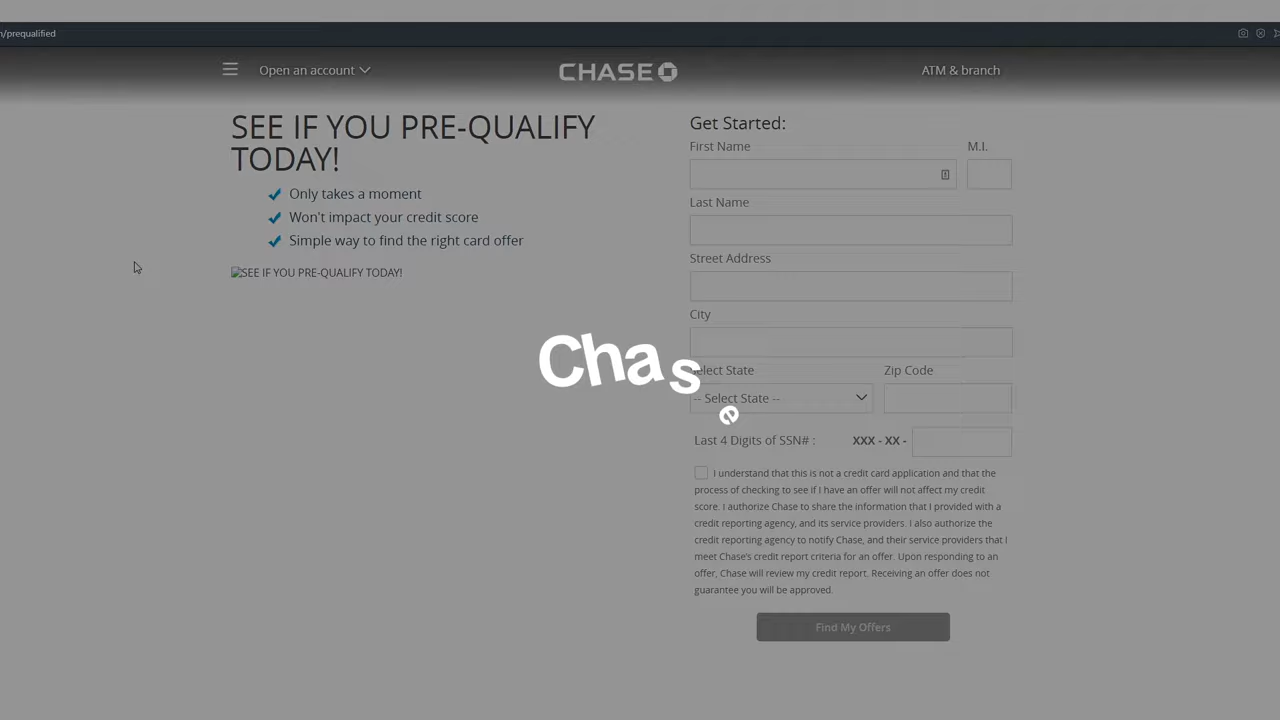 n/prequalified
Open an account
CHASE
ATM & branch
SEE IF YOU PRE-QUALIFY
TODAY!
Only takes a moment
Won't impact your credit score
Simple way to find the right card offer
SEE IF YOU PRE-QUALIFY TODAY!
Get Started:
First Name
M.I.
Last Name
Street Address
City
Select State
Zip Code
-- Select State --
Last 4 Digits of SSN# :
XXX - XX -
I understand that this is not a credit card application and that the
process of checking to see if I have an offer will not affect my credit
score. I authorize Chase to share the information that I provided with a
credit reporting agency, and its service providers. I also authorize the
credit reporting agency to notify Chase, and their service providers that I
meet Chase's credit report criteria for an offer. Upon responding to an
offer, Chase will review my credit report. Receiving an offer does not
guarantee you will be approved.
Find My Offers
Chase